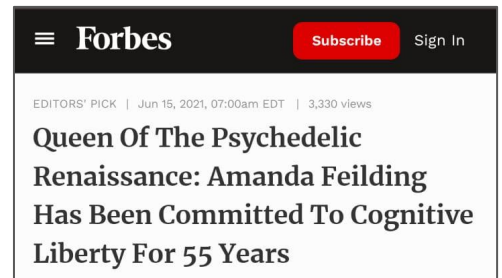 Forbes
Subscribe
Sign In
EDITORS' PICK | Jun 15, 2021, 07:00am EDT | 3,330 views
Queen Of The Psychedelic
Renaissance: Amanda Feilding
Has Been Committed To Cognitive
Liberty For 55 Years